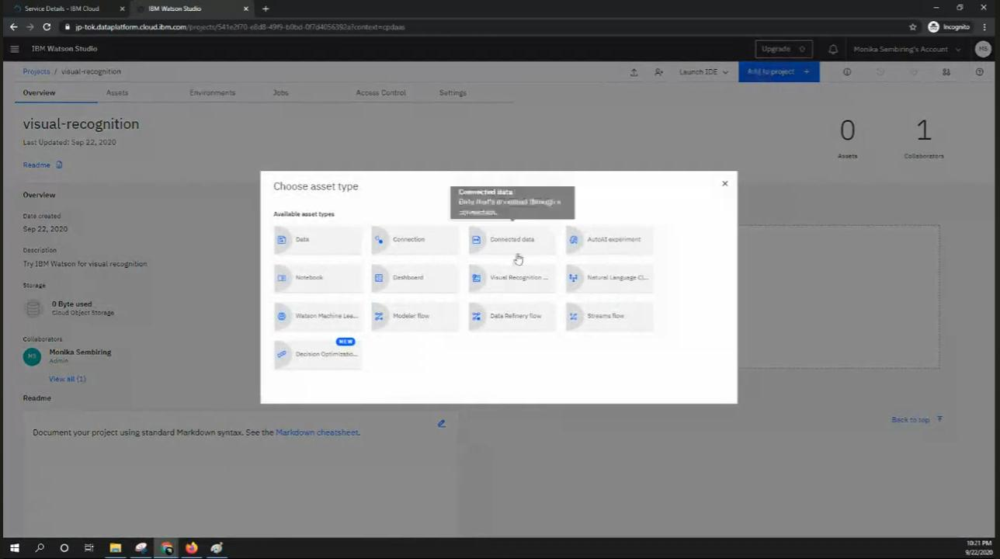 Service Details - IBM Cloud
IBM Watson Studio
jp-tok.dataplatform.cloud.ibm.com/projects/541e2f70-e8d8-49f9-b0bd-0f7d4056392a?context=cpdaas
Incognito
IBM Watson Studio
Upgrade
Monika Sembiring's Account
MS
Projects / visual-recognition
Launch IDE
Add to project +
Overview
Assets
Environments
Jobs
Access Control
Settings
visual-recognition
Last Updated: Sep 22, 2020
Readme
0
Assets
1
Collaborators
Overview
Date created
Sep 22, 2020
Description
Try IBM Watson for visual recognition
Storage
0 Byte used
Cloud Object Storage
Collaborators
MS
Monika Sembiring
Admin
View all (1)
Readme
Document your project using standard Markdown syntax. See the Markdown cheatsheet.
Back to top
Choose asset type
Connected data
Data that's accessed through a
connection.
Available asset types
Data
Connection
Connected data
AutoAI experiment
Notebook
Dashboard
Visual Recognition ...
Natural Language Cl...
Watson Machine Lea...
Modeler flow
Data Refinery flow
Streams flow
NEW
Decision Optimizatio...
10:21 PM
9/22/2020